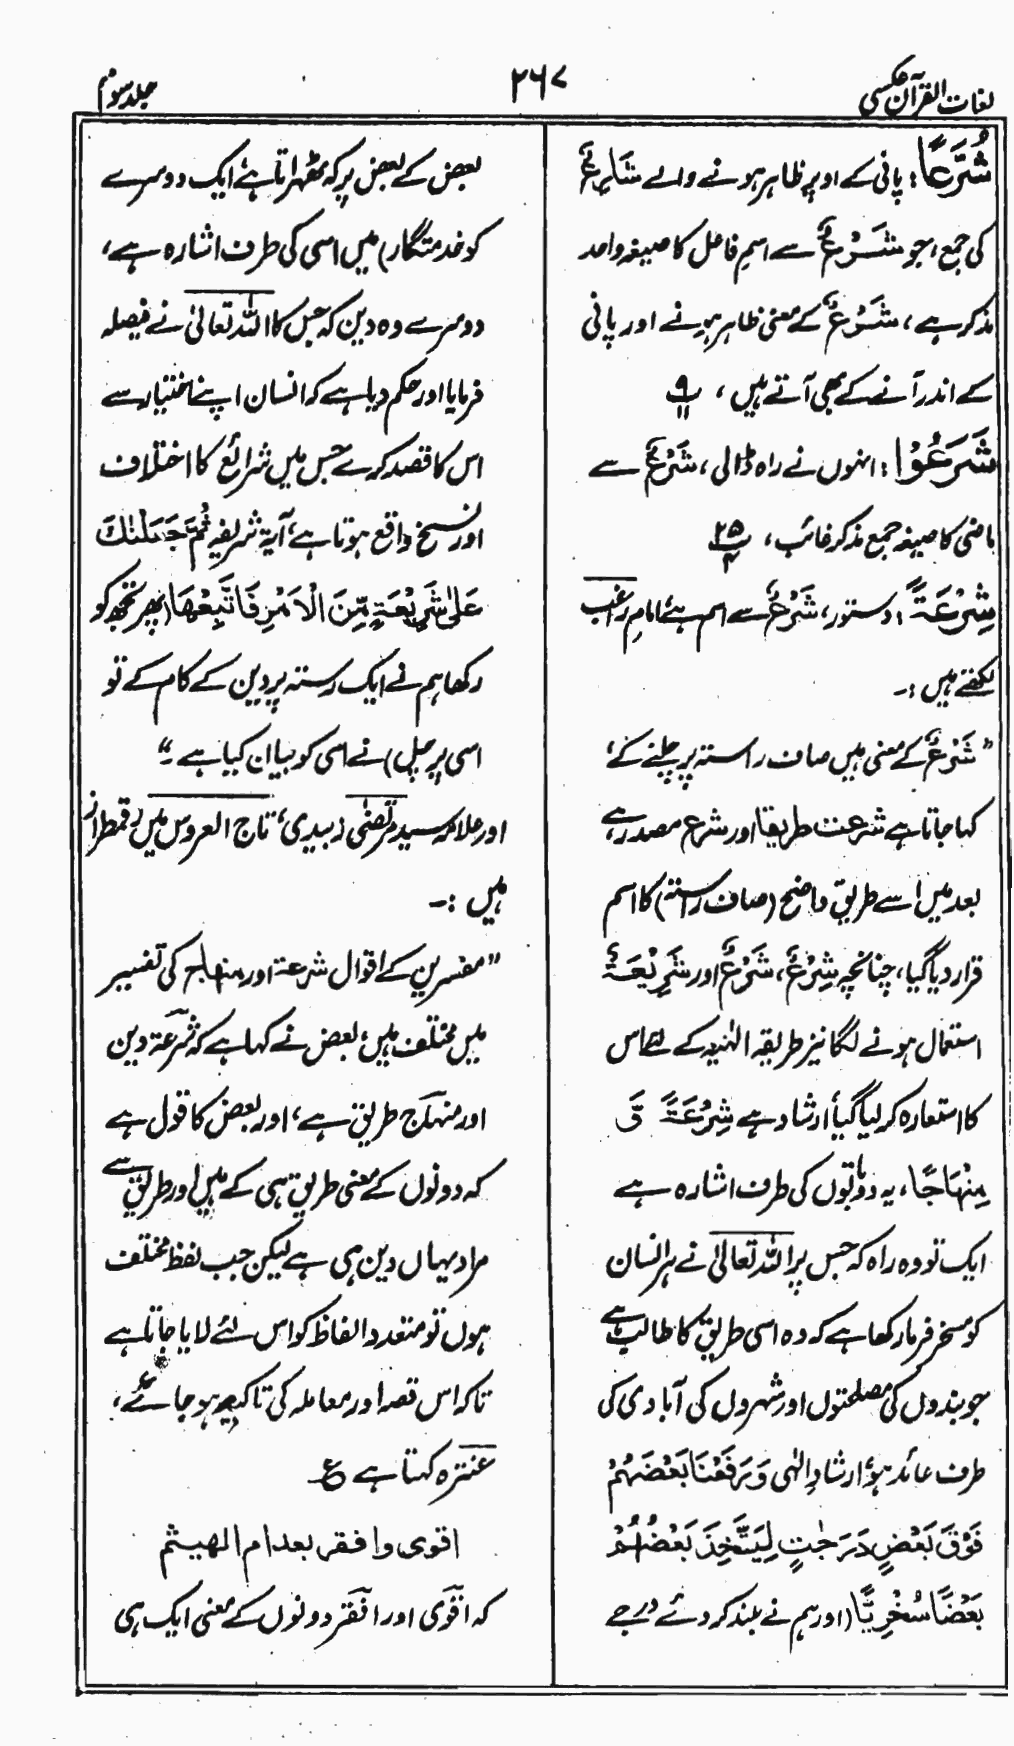 لغات القرآن عکسی
۲۶۷
جلد سوم
شُرَّعًا: پانی کے اوپر ظاہر ہونے والے شَارِعٌ
کی جمع، جو شَرْعٌ سے اسم فاعل کا صیغہ واحد
مذکر ہے، شَرْعٌ کے معنی ظاہر ہونے اور پانی
کے اندر آنے کے بھی آتے ہیں، ۹/۱۱
شَرَعُوْا: انہوں نے راہ ڈالی، شَرْعٌ سے
ماضی کا صیغہ جمع مذکر غائب، ۲۵/۴
شِرْعَةً: دستور، شَرْعٌ سے اسم ہے، امام راغب
لکھتے ہیں :۔
"شَرْعٌ کے معنی ہیں صاف راستہ پر چلنے کے،
کہا جاتا ہے شرعت طریقا اور شرع مصدر ہے
بعد میں اسے طریق واضح (صاف راستہ) کا اسم
قرار دیا گیا، چنانچہ شِرْعٌ، شَرْعٌ اور شَرِیْعَةٌ
استعمال ہونے لگا نیز طریقہ الٰہیہ کے لئے اس
کا استعارہ کر لیا گیا، ارشاد ہے شِرْعَةً وَّ
مِنْهَاجًا، یہ دو باتوں کی طرف اشارہ ہے
ایک تو وہ راہ کہ جس پر اللہ تعالیٰ نے ہر انسان
کو مسخر فرما رکھا ہے کہ وہ اسی طریق کا طالب ہے
جو بندوں کی مصلحتوں اور شہروں کی آبادی کی
طرف عائد ہو، ارشادِ الٰہی وَرَفَعْنَا بَعْضَهُمْ
فَوْقَ بَعْضٍ دَرَجٰتٍ لِیَتَّخِذَ بَعْضُهُمْ
بَعْضًا سُخْرِیًّا (اور ہم نے بلند کر دئے درجے
بعض کے بعض پر کہ ٹھہراتا ہے ایک دوسرے
کو خدمتگار) میں اسی کی طرف اشارہ ہے،
دوسرے وہ دین کہ جس کا اللہ تعالیٰ نے فیصلہ
فرمایا اور حکم دیا ہے کہ انسان اپنے اختیار سے
اس کا قصد کرے جس میں شرائع کا اختلاف
اور نسخ واقع ہوتا ہے، آیۃ شریفہ ثُمَّ جَعَلْنٰكَ
عَلٰی شَرِیْعَةٍ مِّنَ الْاَمْرِ فَاتَّبِعْهَا (پھر تجھ کو
رکھا ہم نے ایک رستہ پر دین کے کام کے تو
اسی پر چل) نے اسی کو بیان کیا ہے ۔"
اور علامہ سید مرتضیٰ زبیدی، تاج العروس میں رقمطراز
ہیں :۔
"مفسرین کے اقوال شرعۃ اور منہاج کی تفسیر
میں مختلف ہیں، بعض نے کہا ہے کہ شرعۃ دین
اور منہاج طریق ہے، اور بعض کا قول ہے
کہ دونوں کے معنی طریق ہی کے ہیں اور طریق سے
مراد یہاں دین ہی ہے لیکن جب لفظ مختلف
ہوں تو متعدد الفاظ کو اس لئے لایا جاتا ہے
تاکہ اس قصہ اور معاملہ کی تاکید ہو جائے،
عنترہ کہتا ہے ع
اقوی وافقر بعد ام الهیثم
کہ اقوی اور افقر دونوں کے معنی ایک ہی